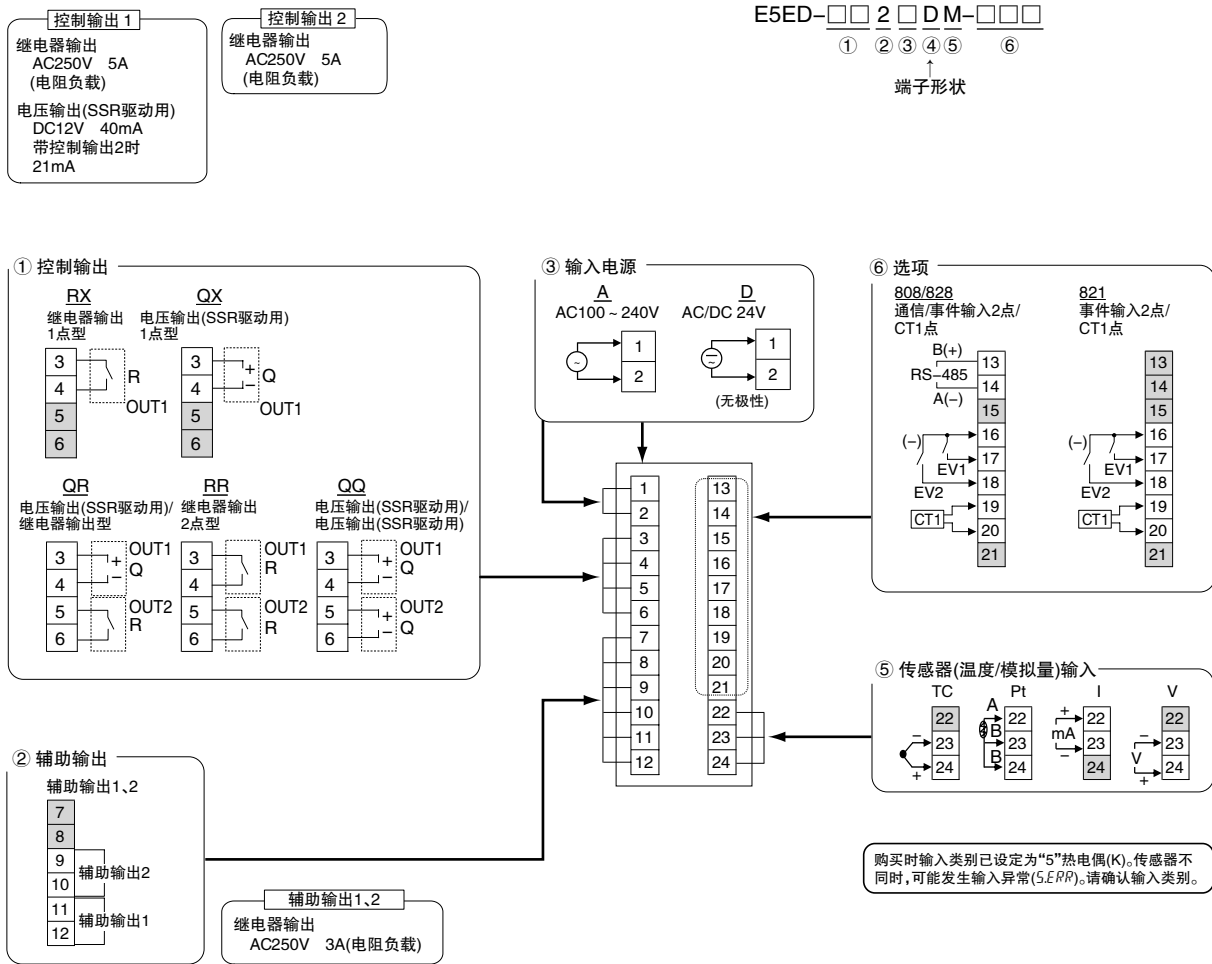 控制输出 1
继电器输出
AC250V 5A
(电阻负载)
电压输出(SSR驱动用)
DC12V 40mA
带控制输出2时
21mA
控制输出 2
继电器输出
AC250V 5A
(电阻负载)
E5ED-□□ 2 □ D M-□□□
① ② ③ ④ ⑤ ⑥
↑
端子形状
① 控制输出
RX
继电器输出
1点型
3
4
5
6
R
OUT1
QX
电压输出(SSR驱动用)
1点型
3
4
5
6
+
−
Q
OUT1
QR
电压输出(SSR驱动用)/
继电器输出型
3
4
5
6
+
−
OUT1
Q
OUT2
R
RR
继电器输出
2点型
3
4
5
6
OUT1
R
OUT2
R
QQ
电压输出(SSR驱动用)/
电压输出(SSR驱动用)
3
4
5
6
+
−
OUT1
Q
+
−
OUT2
Q
③ 输入电源
A
AC100 ~ 240V
~
1
2
D
AC/DC 24V
1
2
(无极性)
1
2
3
4
5
6
7
8
9
10
11
12
13
14
15
16
17
18
19
20
21
22
23
24
⑥ 选项
808/828
通信/事件输入2点/
CT1点
B(+)
RS−485
A(−)
(−)
EV1
EV2
CT1
13
14
15
16
17
18
19
20
21
821
事件输入2点/
CT1点
(−)
EV1
EV2
CT1
13
14
15
16
17
18
19
20
21
② 辅助输出
辅助输出1、2
7
8
9
10
11
12
辅助输出2
辅助输出1
辅助输出1、2
继电器输出
AC250V 3A(电阻负载)
⑤ 传感器(温度/模拟量)输入
TC
−
+
22
23
24
Pt
A
B
B
22
23
24
I
+
mA
−
22
23
24
V
−
V
+
22
23
24
购买时输入类别已设定为“5”热电偶(K)。传感器不
同时，可能发生输入异常(S.ERR)。请确认输入类别。